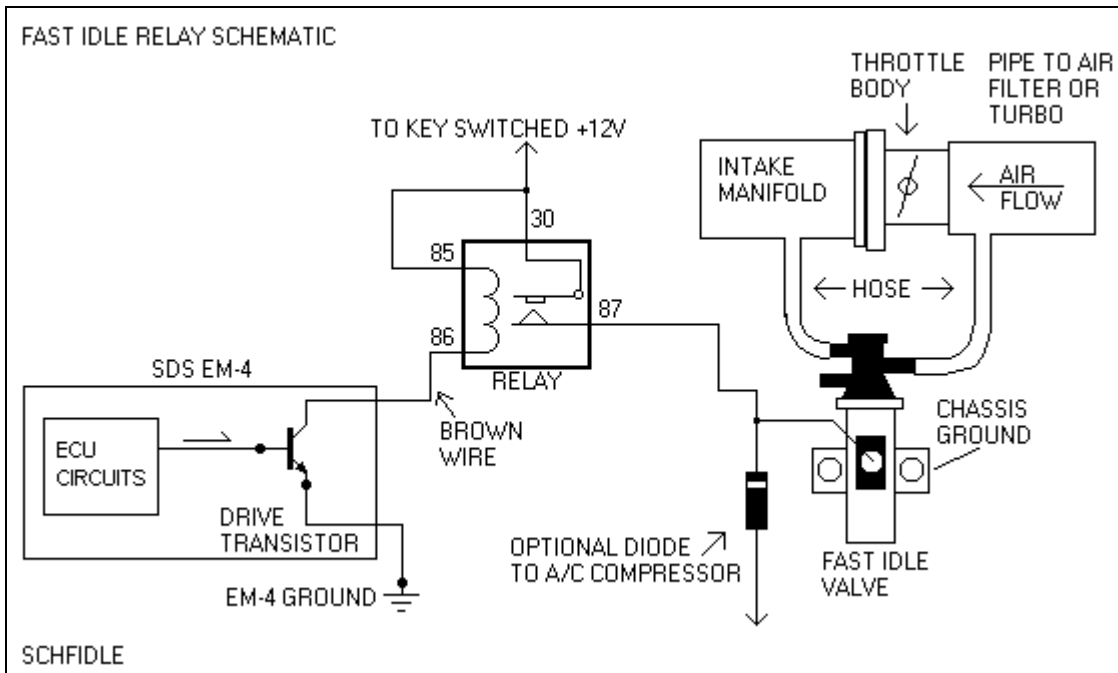 FAST IDLE RELAY SCHEMATIC
THROTTLE
BODY
PIPE TO AIR
FILTER OR
TURBO
TO KEY SWITCHED +12V
INTAKE
MANIFOLD
AIR
FLOW
30
85
87
86
HOSE
RELAY
SDS EM-4
BROWN
WIRE
CHASSIS
GROUND
ECU
CIRCUITS
DRIVE
TRANSISTOR
OPTIONAL DIODE
TO A/C COMPRESSOR
FAST IDLE
VALVE
EM-4 GROUND
SCHFIDLE